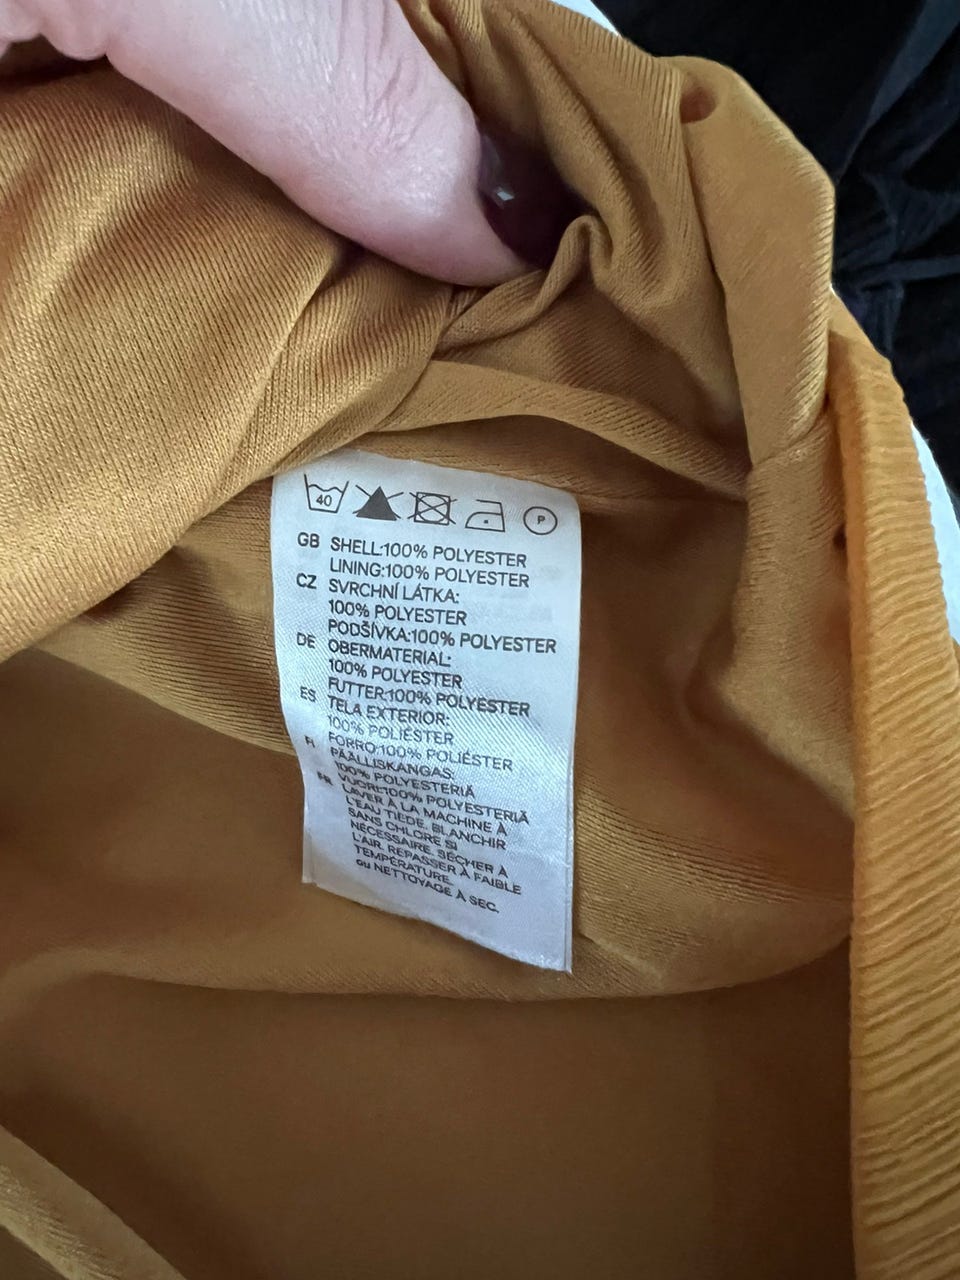 40
P
GB SHELL:100% POLYESTER
LINING:100% POLYESTER
CZ SVRCHNÍ LÁTKA:
100% POLYESTER
PODŠÍVKA:100% POLYESTER
DE OBERMATERIAL:
100% POLYESTER
FUTTER:100% POLYESTER
ES TELA EXTERIOR:
100% POLIÉSTER
FORRO:100% POLIÉSTER
FI PÄÄLLISKANGAS:
100% POLYESTERIÄ
VUORI:100% POLYESTERIÄ
FR LAVER À LA MACHINE À
L'EAU TIÈDE. BLANCHIR
SANS CHLORE SI
NÉCESSAIRE. SÉCHER À
L'AIR. REPASSER À FAIBLE
TEMPÉRATURE.
ou NETTOYAGE À SEC.